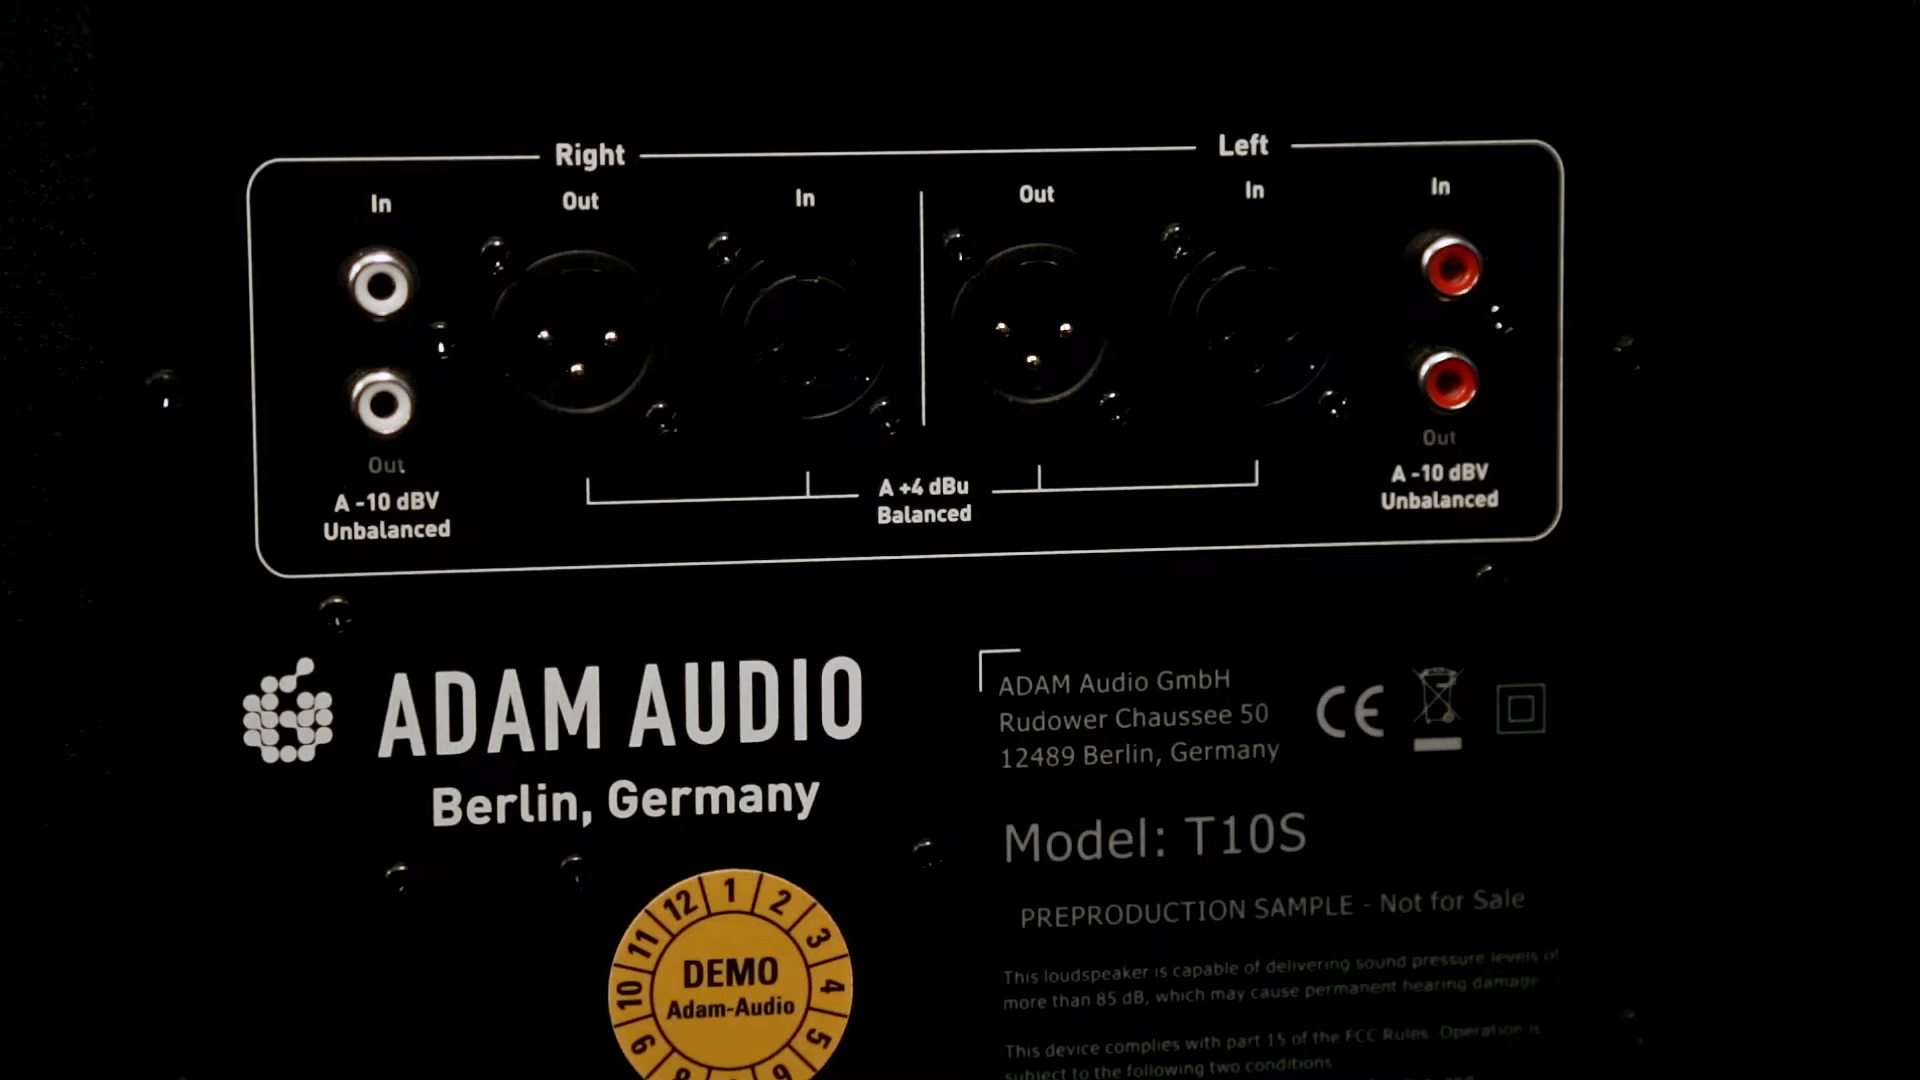 Right
Left
In
Out
In
Out
In
In
Out
A -10 dBV
Unbalanced
A +4 dBu
Balanced
Out
A -10 dBV
Unbalanced
ADAM AUDIO
Berlin, Germany
ADAM Audio GmbH
Rudower Chaussee 50
12489 Berlin, Germany
CE
Model: T10S
PREPRODUCTION SAMPLE - Not for Sale
This loudspeaker is capable of delivering sound pressure levels of
more than 85 dB, which may cause permanent hearing damage
This device complies with part 15 of the FCC Rules. Operation is
subject to the following two conditions
12
1
2
3
4
5
9
10
11
DEMO
Adam-Audio